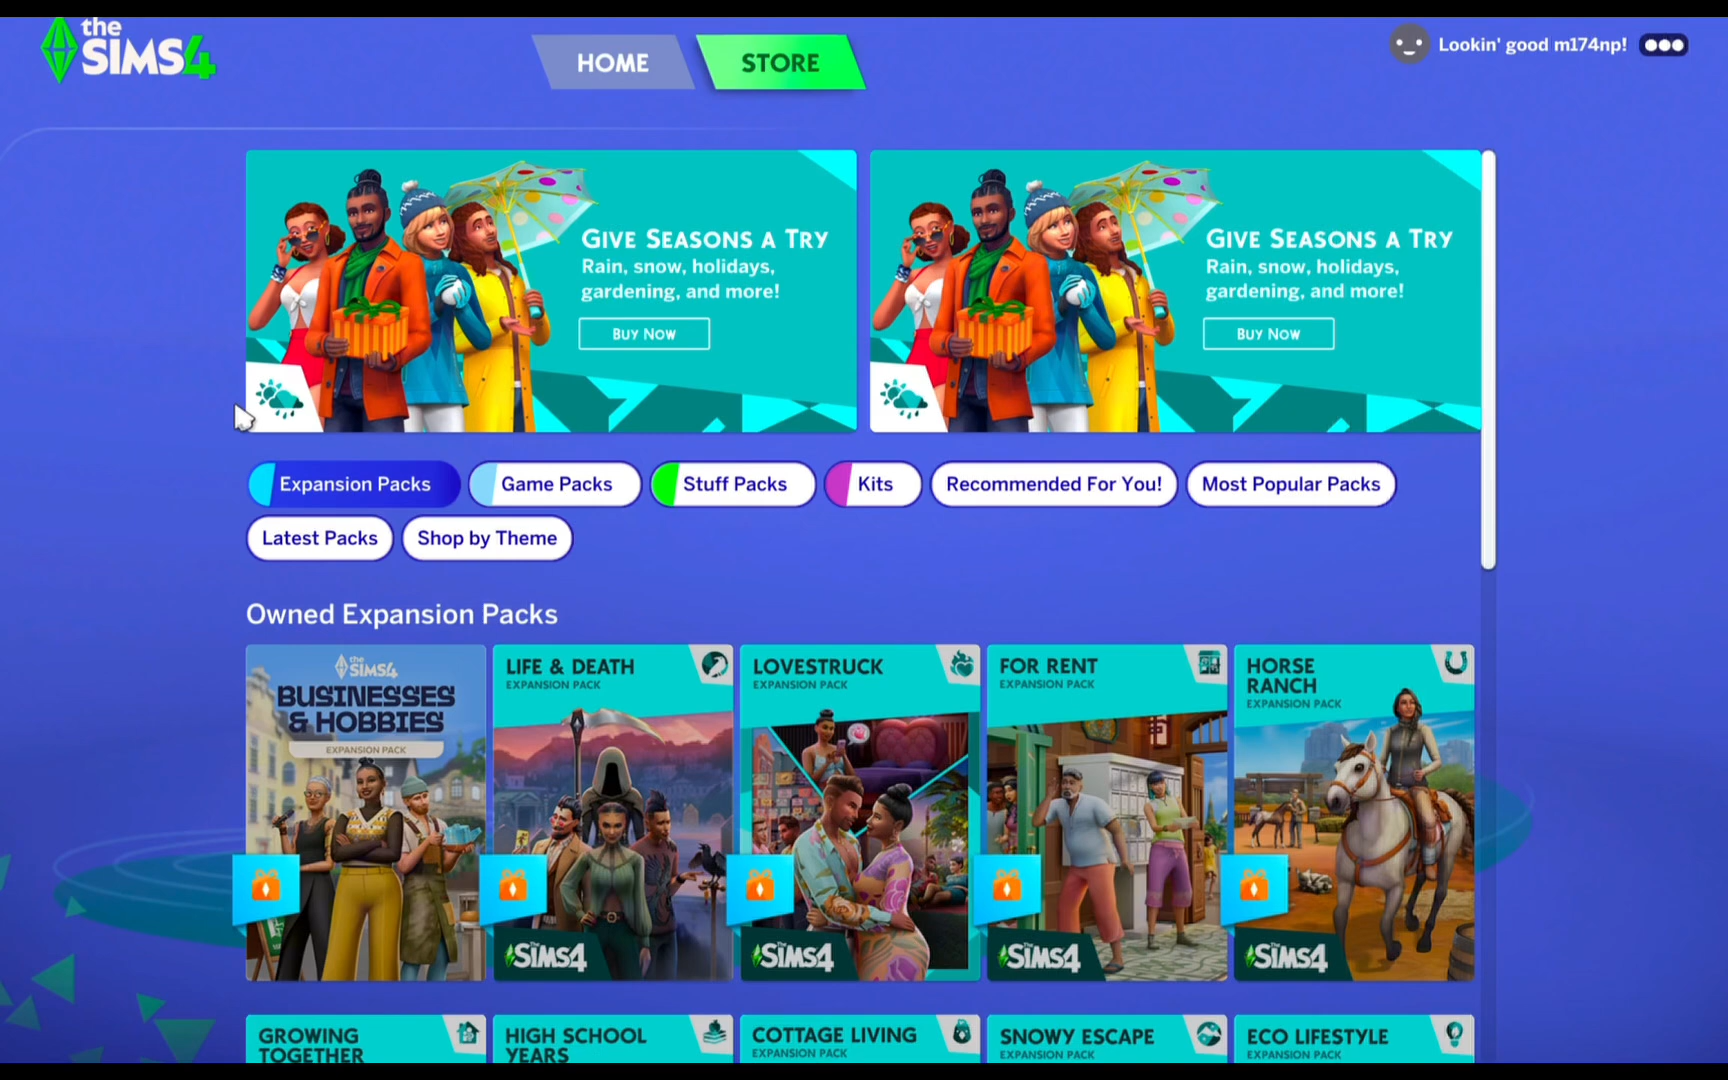 the
SIMS4
HOME
STORE
Lookin' good m174np!
GIVE SEASONS A TRY
Rain, snow, holidays,
gardening, and more!
BUY NOW
GIVE SEASONS A TRY
Rain, snow, holidays,
gardening, and more!
BUY NOW
Expansion Packs
Game Packs
Stuff Packs
Kits
Recommended For You!
Most Popular Packs
Latest Packs
Shop by Theme
Owned Expansion Packs
the SIMS4
BUSINESSES
& HOBBIES
EXPANSION PACK
LIFE & DEATH
EXPANSION PACK
The SIMS4
LOVESTRUCK
EXPANSION PACK
The SIMS4
FOR RENT
EXPANSION PACK
The SIMS4
HORSE
RANCH
EXPANSION PACK
The SIMS4
GROWING
TOGETHER
HIGH SCHOOL
YEARS
COTTAGE LIVING
EXPANSION PACK
SNOWY ESCAPE
EXPANSION PACK
ECO LIFESTYLE
EXPANSION PACK